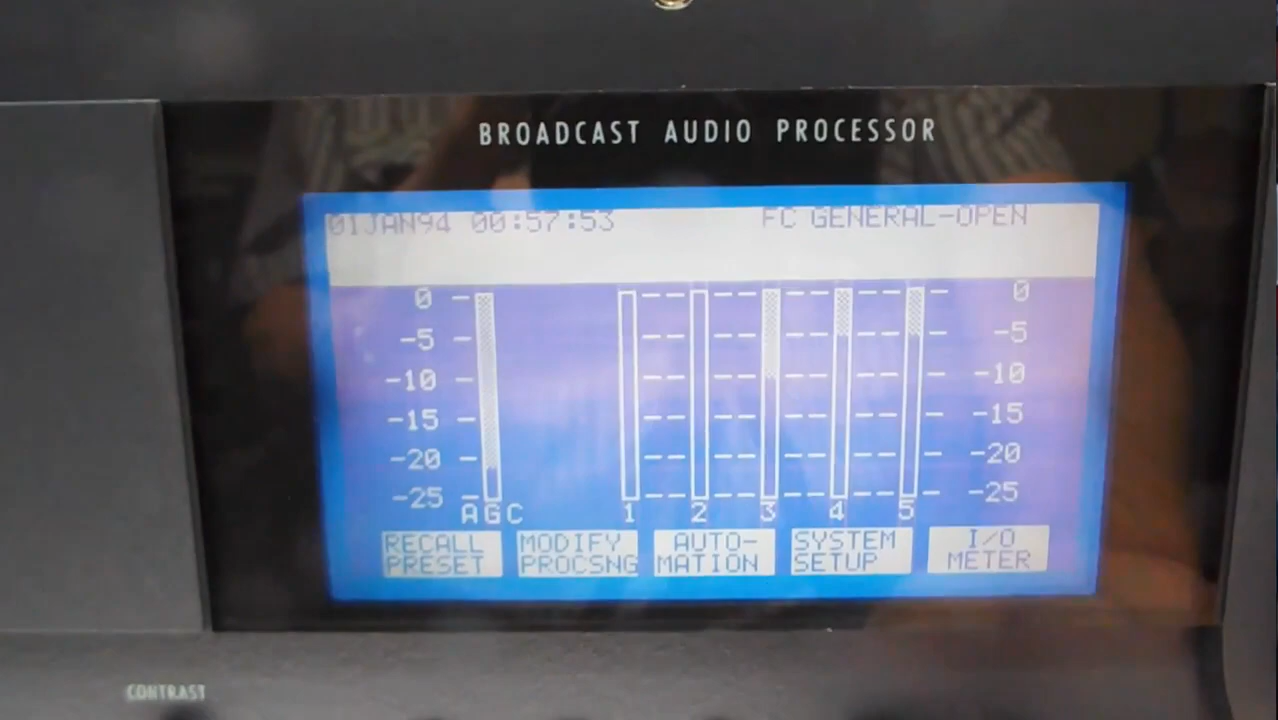 BROADCAST AUDIO PROCESSOR
01JAN94 00:57:53 FC GENERAL-OPEN
0 0
-5 -5
-10 -10
-15 -15
-20 -20
-25 -25
AGC 1 2 3 4 5
RECALL MODIFY AUTO- SYSTEM I/O
PRESET PROCSNG MATION SETUP METER
CONTRAST